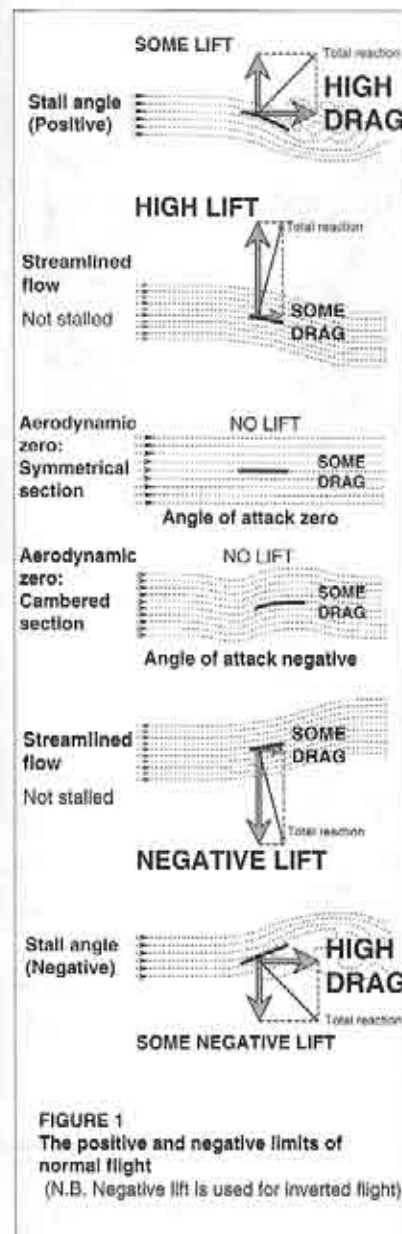 SOME LIFT
Total reaction
Stall angle
(Positive)
HIGH
DRAG
HIGH LIFT
Total reaction
Streamlined
flow
Not stalled
SOME
DRAG
Aerodynamic
zero:
Symmetrical
section
NO LIFT
SOME
DRAG
Angle of attack zero
Aerodynamic
zero:
Cambered
section
NO LIFT
SOME
DRAG
Angle of attack negative
Streamlined
flow
Not stalled
SOME
DRAG
Total reaction
NEGATIVE LIFT
Stall angle
(Negative)
HIGH
DRAG
Total reaction
SOME NEGATIVE LIFT
FIGURE 1
The positive and negative limits of
normal flight
(N.B. Negative lift is used for inverted flight)